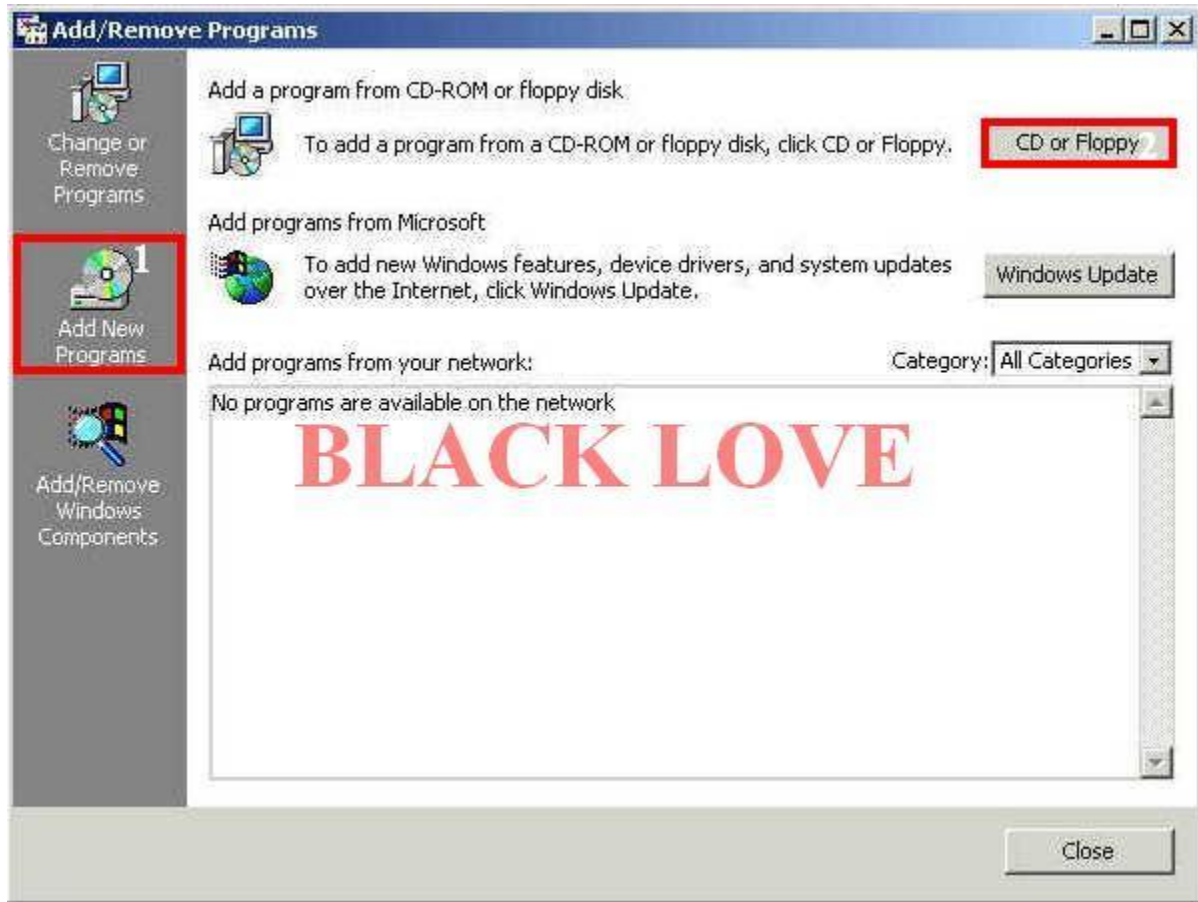 Add/Remove Programs
Change or
Remove
Programs
1
Add New
Programs
Add/Remove
Windows
Components
Add a program from CD-ROM or floppy disk
To add a program from a CD-ROM or floppy disk, click CD or Floppy.
CD or Floppy
2
Add programs from Microsoft
To add new Windows features, device drivers, and system updates
over the Internet, click Windows Update.
Windows Update
Add programs from your network:
Category:
All Categories
No programs are available on the network
BLACK LOVE
Close